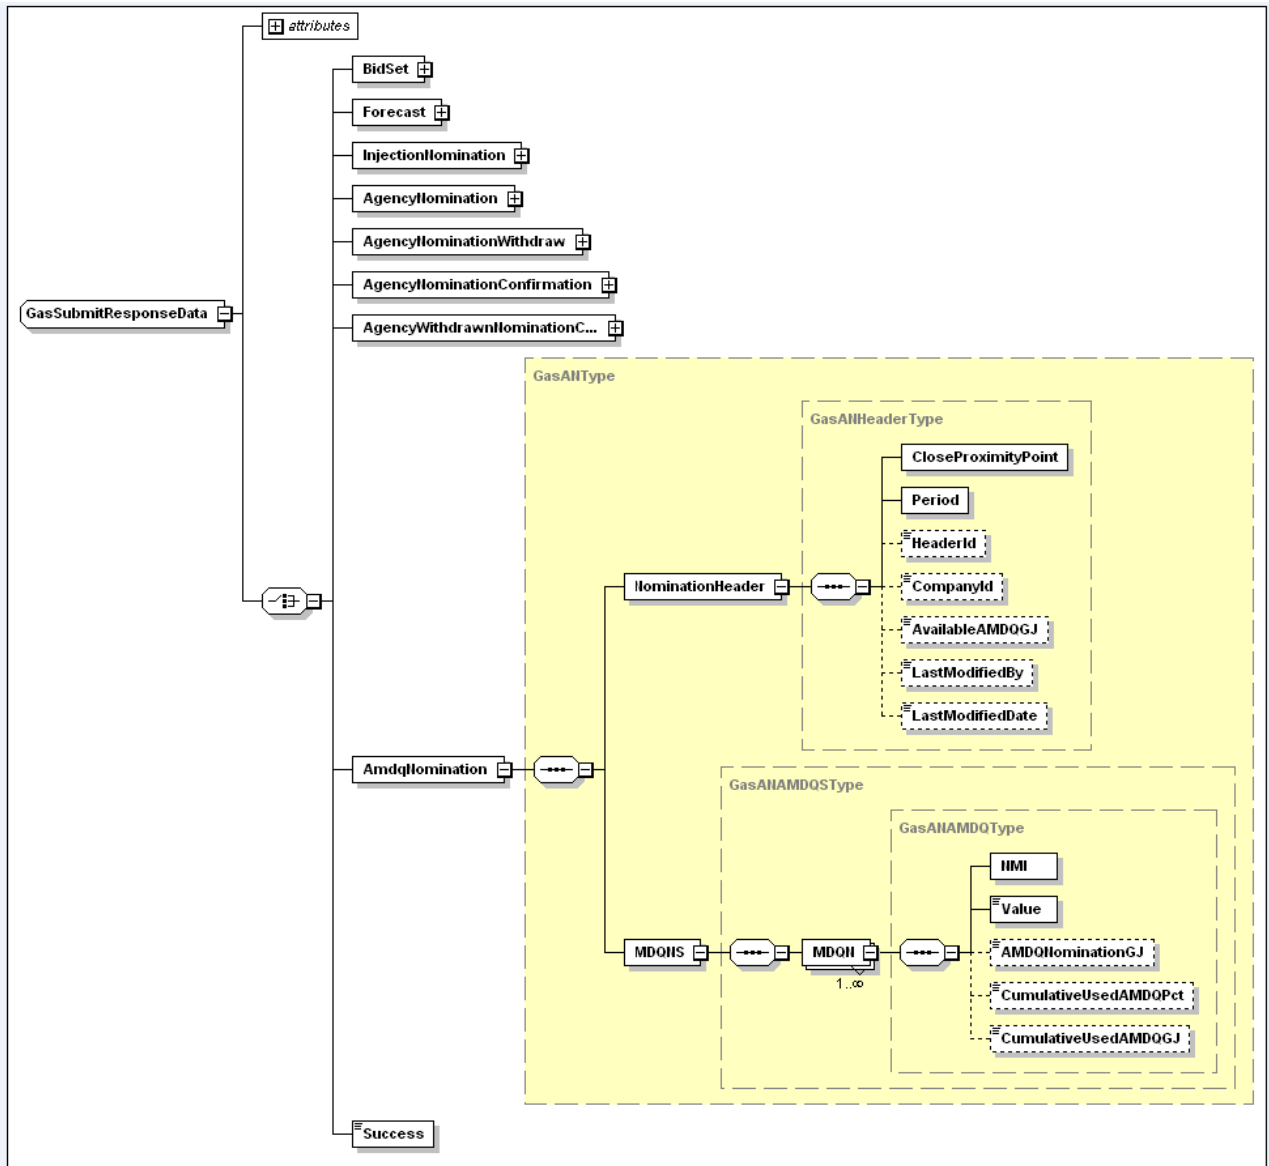 attributes
BidSet
Forecast
InjectionNomination
AgencyNomination
AgencyNominationWithdraw
AgencyNominationConfirmation
GasSubmitResponseData
AgencyWithdrawnNominationC...
GasANType
GasANHeaderType
CloseProximityPoint
Period
HeaderId
NominationHeader
CompanyId
AvailableAMDQGJ
LastModifiedBy
LastModifiedDate
AmdqNomination
GasANAMDQSType
GasANAMDQType
NMI
Value
MDQNS
MDQN
1..∞
AMDQNominationGJ
CumulativeUsedAMDQPct
CumulativeUsedAMDQGJ
Success